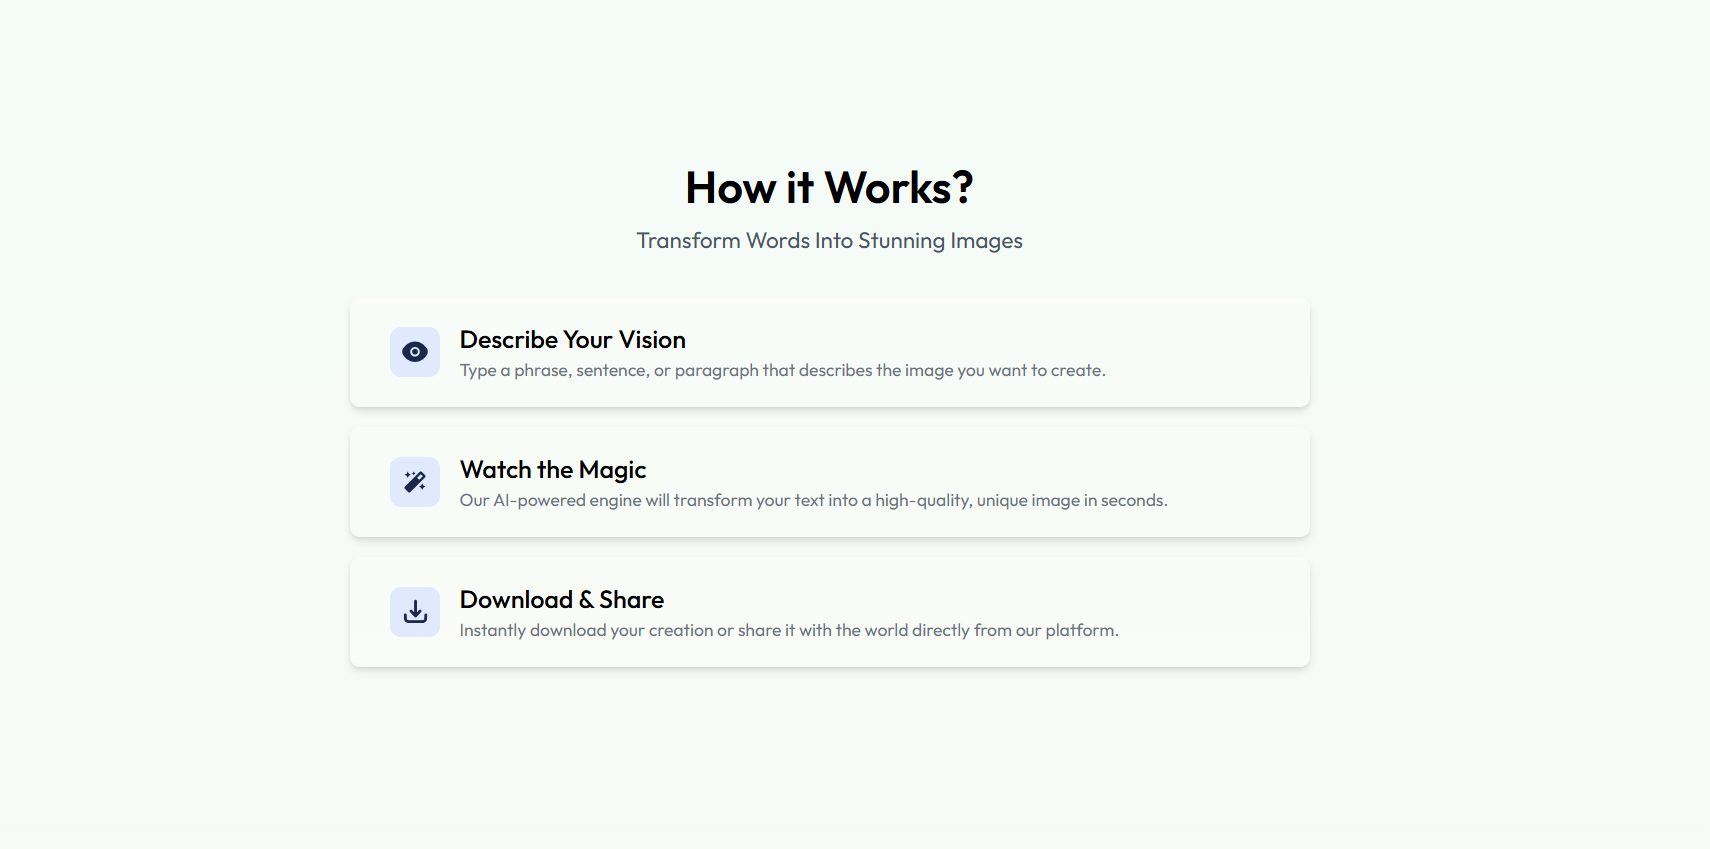 How it Works?
Transform Words Into Stunning Images
Describe Your Vision
Type a phrase, sentence, or paragraph that describes the image you want to create.
Watch the Magic
Our AI-powered engine will transform your text into a high-quality, unique image in seconds.
Download & Share
Instantly download your creation or share it with the world directly from our platform.